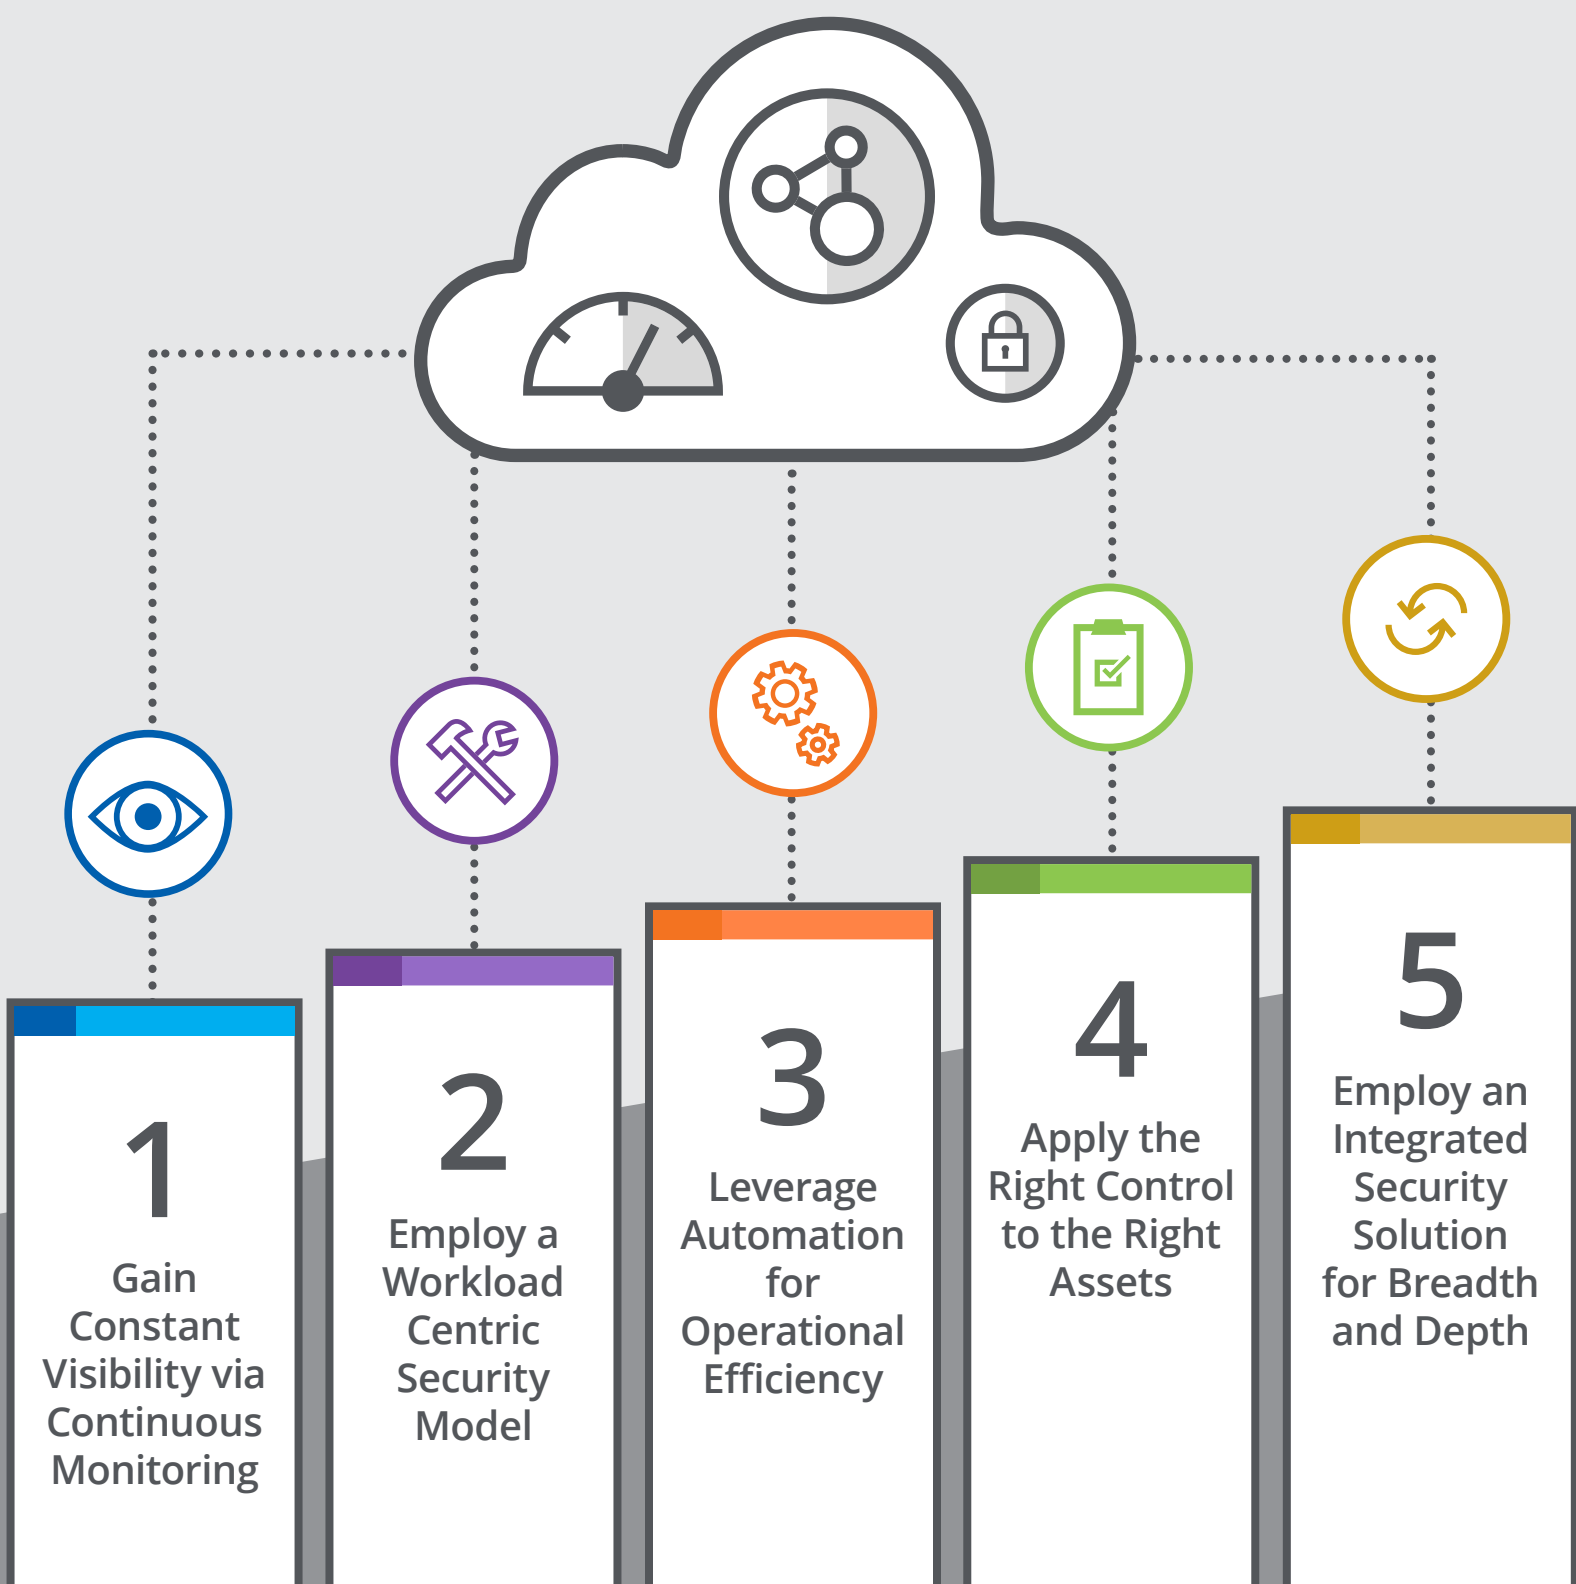 1
Gain
Constant
Visibility via
Continuous
Monitoring
2
Employ a
Workload
Centric
Security
Model
3
Leverage
Automation
for
Operational
Efficiency
4
Apply the
Right Control
to the Right
Assets
5
Employ an
Integrated
Security
Solution
for Breadth
and Depth